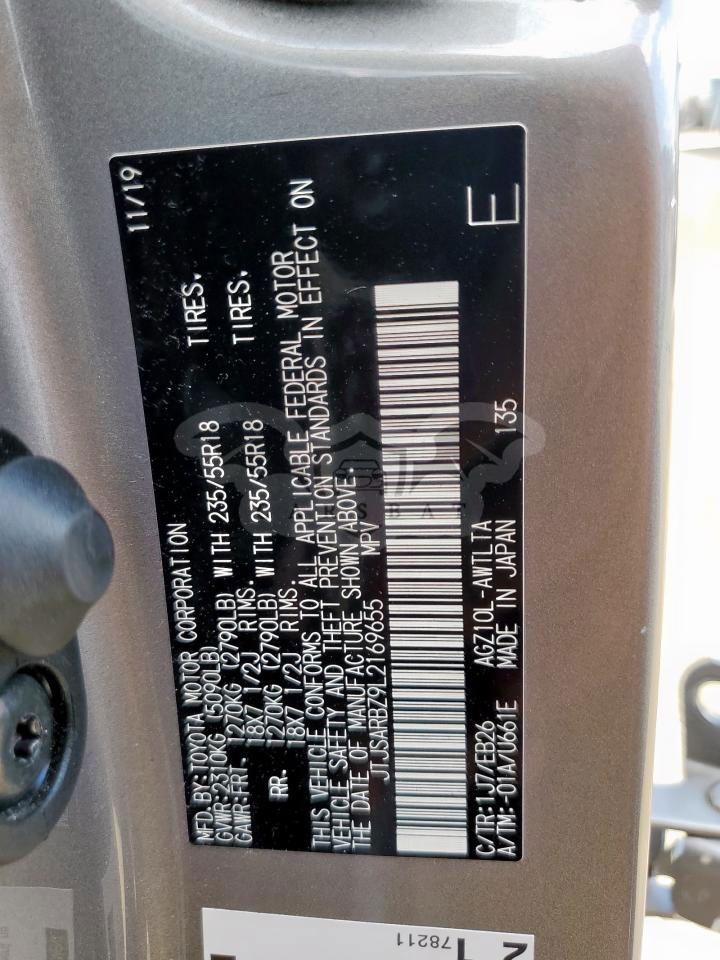 11/19
MFD. BY: TOYOTA MOTOR CORPORATION
GVWR: 2310KG (5090LB)
GAWR: FRT - 1270KG (2790LB) WITH 235/55R18 TIRES.
18X7 1/2J RIMS.
RR. 1270KG (2790LB) WITH 235/55R18 TIRES.
18X7 1/2J RIMS.
THIS VEHICLE CONFORMS TO ALL APPLICABLE FEDERAL MOTOR
VEHICLE SAFETY AND THEFT PREVENTION STANDARDS IN EFFECT ON
THE DATE OF MANUFACTURE SHOWN ABOVE.
JTJSARBZ9L2169655 MPV
C/TR: 1J7/EB26 AGZ10L-AWTLTA 135
A/TM: -01A/U661E MADE IN JAPAN
E
78211